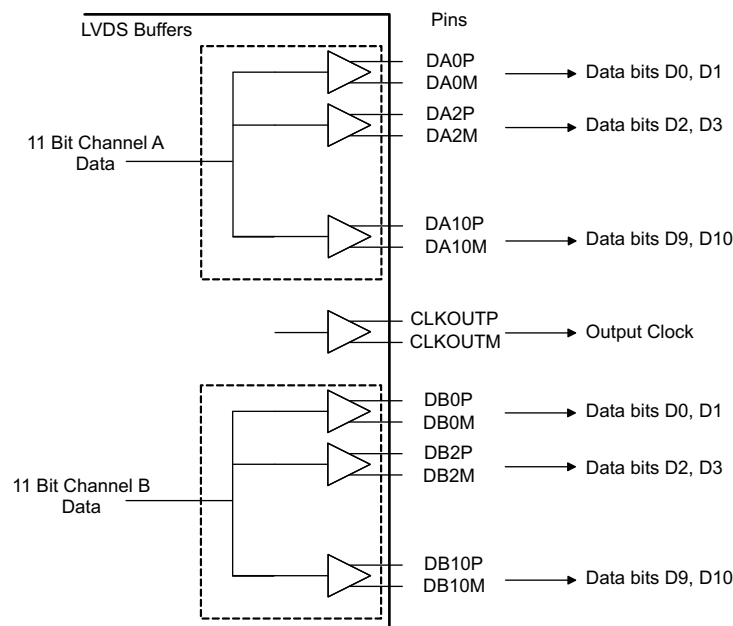 LVDS Buffers
Pins
DA0P
DA0M
Data bits D0, D1
DA2P
DA2M
Data bits D2, D3
11 Bit Channel A
Data
DA10P
DA10M
Data bits D9, D10
CLKOUTP
CLKOUTM
Output Clock
DB0P
DB0M
Data bits D0, D1
DB2P
DB2M
Data bits D2, D3
11 Bit Channel B
Data
DB10P
DB10M
Data bits D9, D10